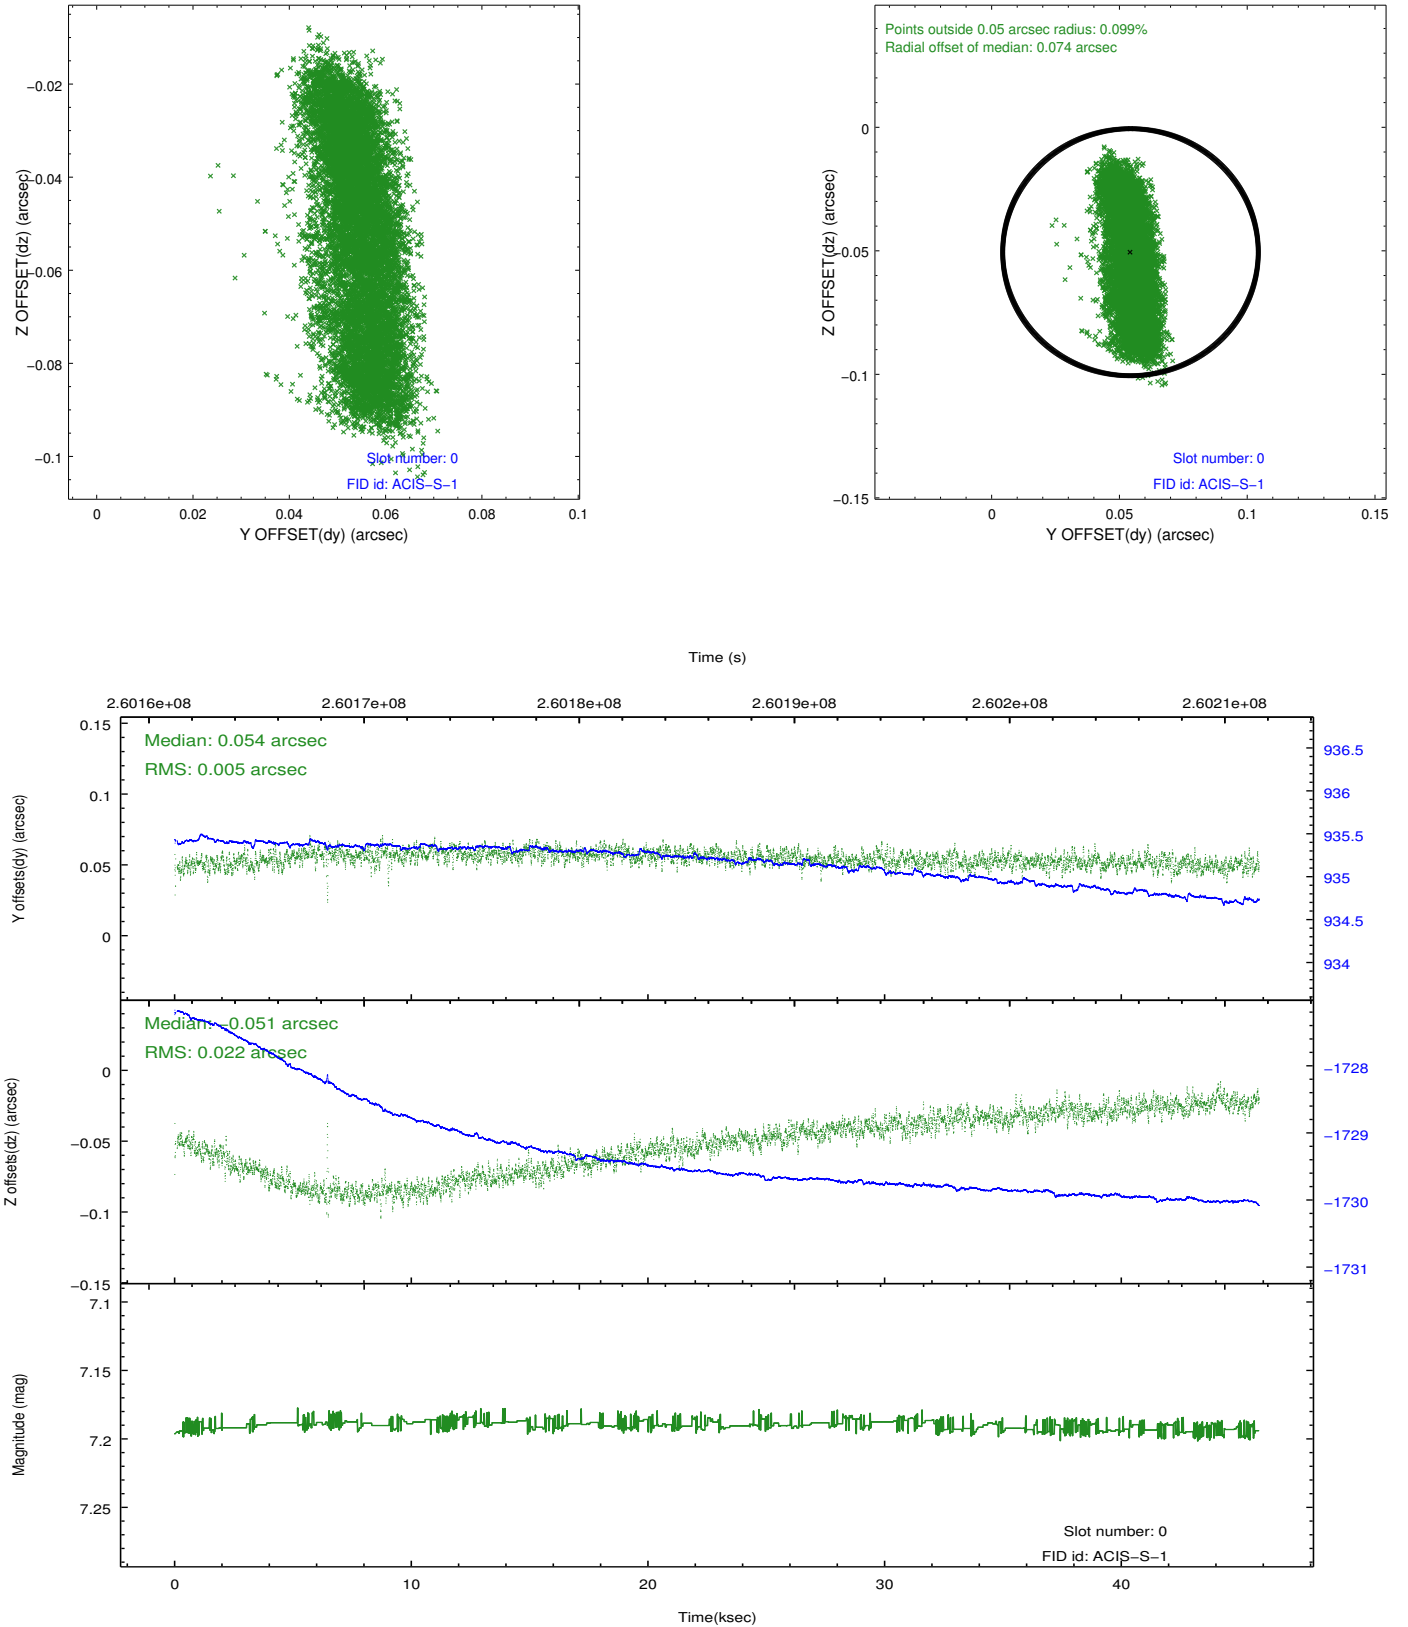 −0.02
−0.04
−0.06
−0.08
−0.1
Z OFFSET(dz) (arcsec)
Slot number: 0
FID id: ACIS−S−1
0 0.02 0.04 0.06 0.08 0.1
Y OFFSET(dy) (arcsec)
Points outside 0.05 arcsec radius: 0.099%
Radial offset of median: 0.074 arcsec
0
−0.05
−0.1
−0.15
Z OFFSET(dz) (arcsec)
Slot number: 0
FID id: ACIS−S−1
0 0.05 0.1 0.15
Y OFFSET(dy) (arcsec)
Time (s)
2.6016e+08 2.6017e+08 2.6018e+08 2.6019e+08 2.602e+08 2.6021e+08
Median: 0.054 arcsec
RMS: 0.005 arcsec
0.15
0.1
0.05
0
Y offsets(dy) (arcsec)
936.5
936
935.5
935
934.5
934
Median: −0.051 arcsec
RMS: 0.022 arcsec
0
−0.05
−0.1
−0.15
Z offsets(dz) (arcsec)
−1728
−1729
−1730
−1731
7.1
7.15
7.2
7.25
Magnitude (mag)
Slot number: 0
FID id: ACIS−S−1
0 10 20 30 40
Time(ksec)